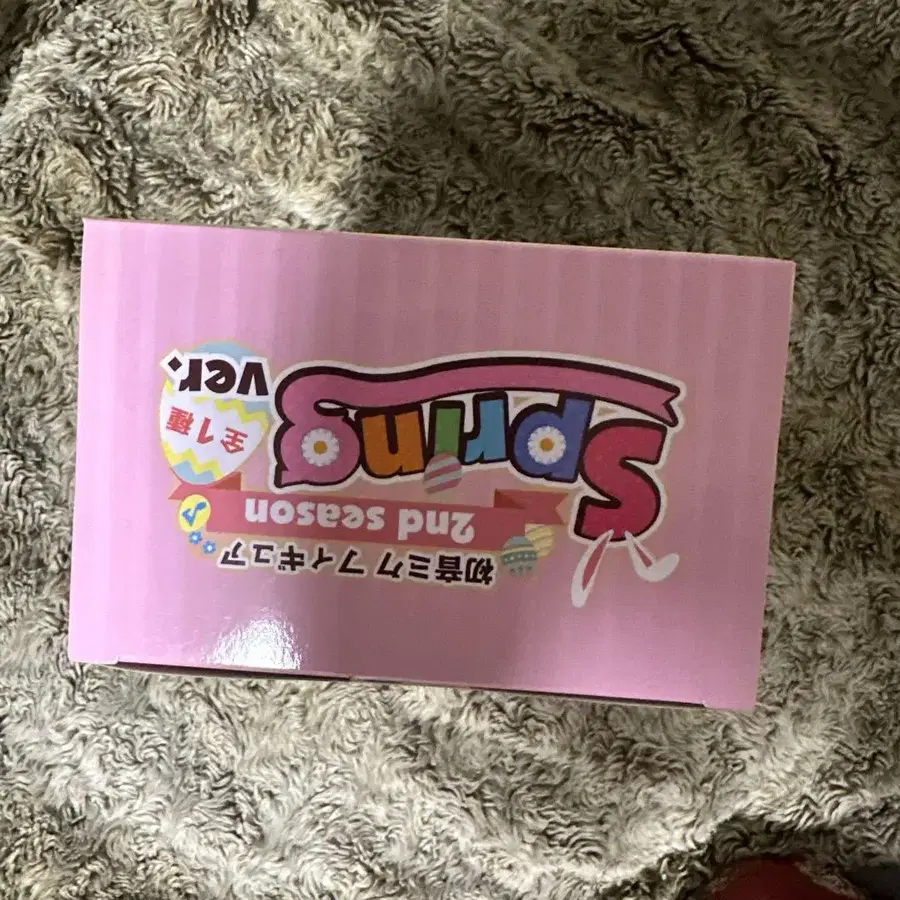 初音ミク フィギュア
2nd season
Spring
ver.
全1種